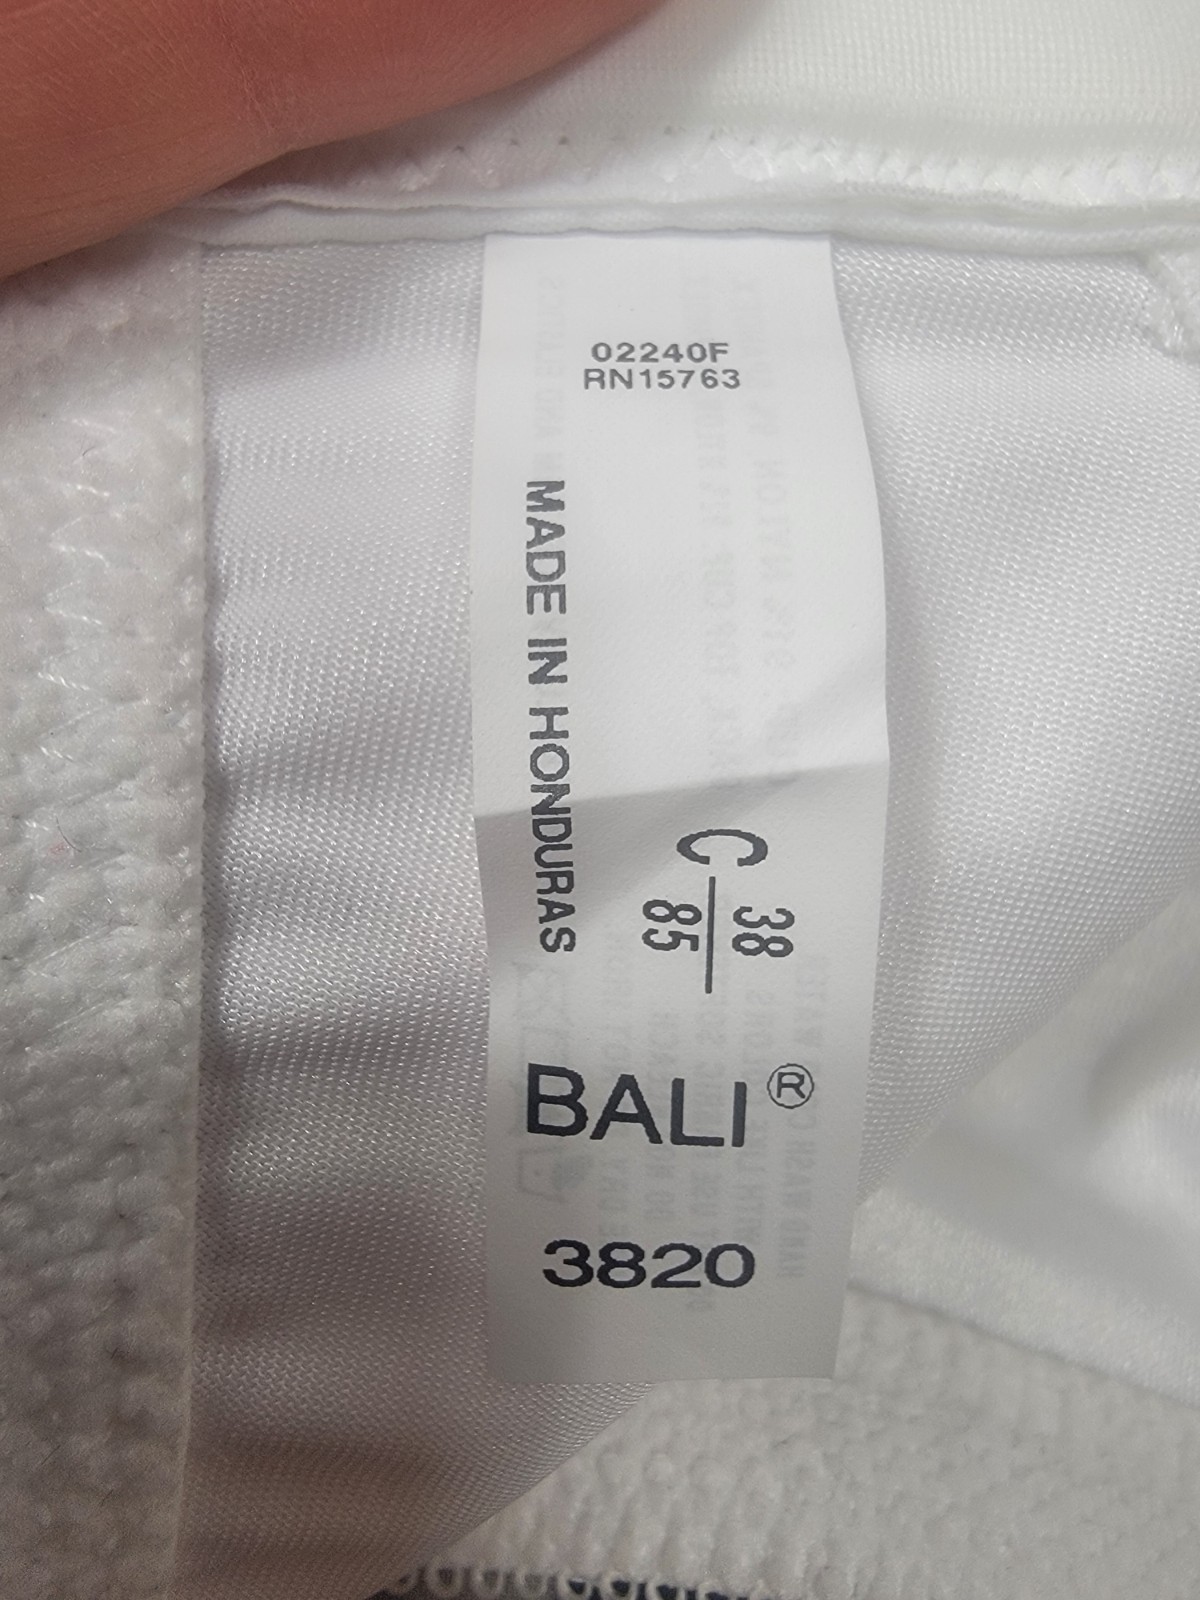 02240F
RN15763
MADE IN HONDURAS
C 38
85
BALI®
3820